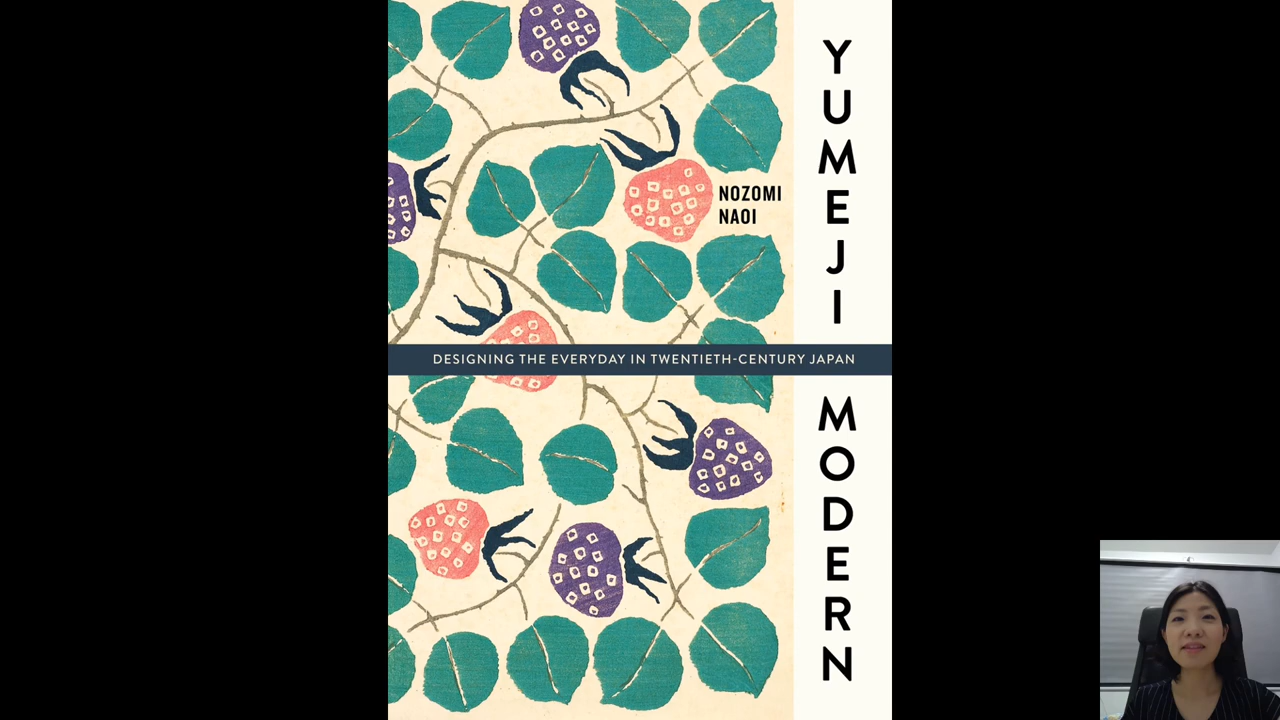 YUMEJI
NOZOMI
NAOI
DESIGNING THE EVERYDAY IN TWENTIETH-CENTURY JAPAN
MODERN